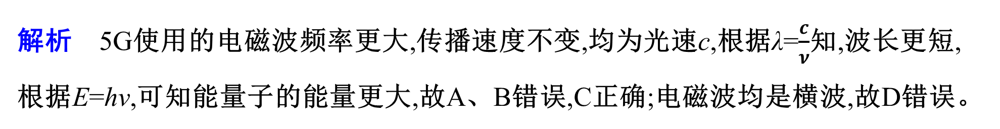 解析 5G使用的电磁波频率更大,传播速度不变,均为光速c,根据λ=c/ν知,波长更短,
根据E=hν,可知能量子的能量更大,故A、B错误,C正确;电磁波均是横波,故D错误。